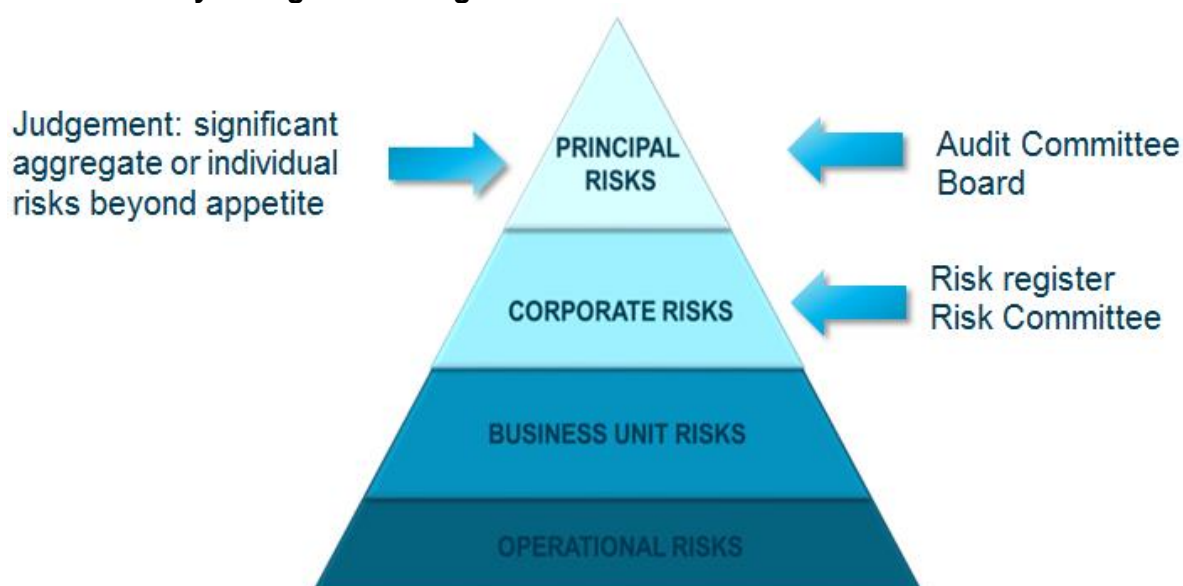 Judgement: significant
aggregate or individual
risks beyond appetite
PRINCIPAL
RISKS
Audit Committee
Board
CORPORATE RISKS
Risk register
Risk Committee
BUSINESS UNIT RISKS
OPERATIONAL RISKS